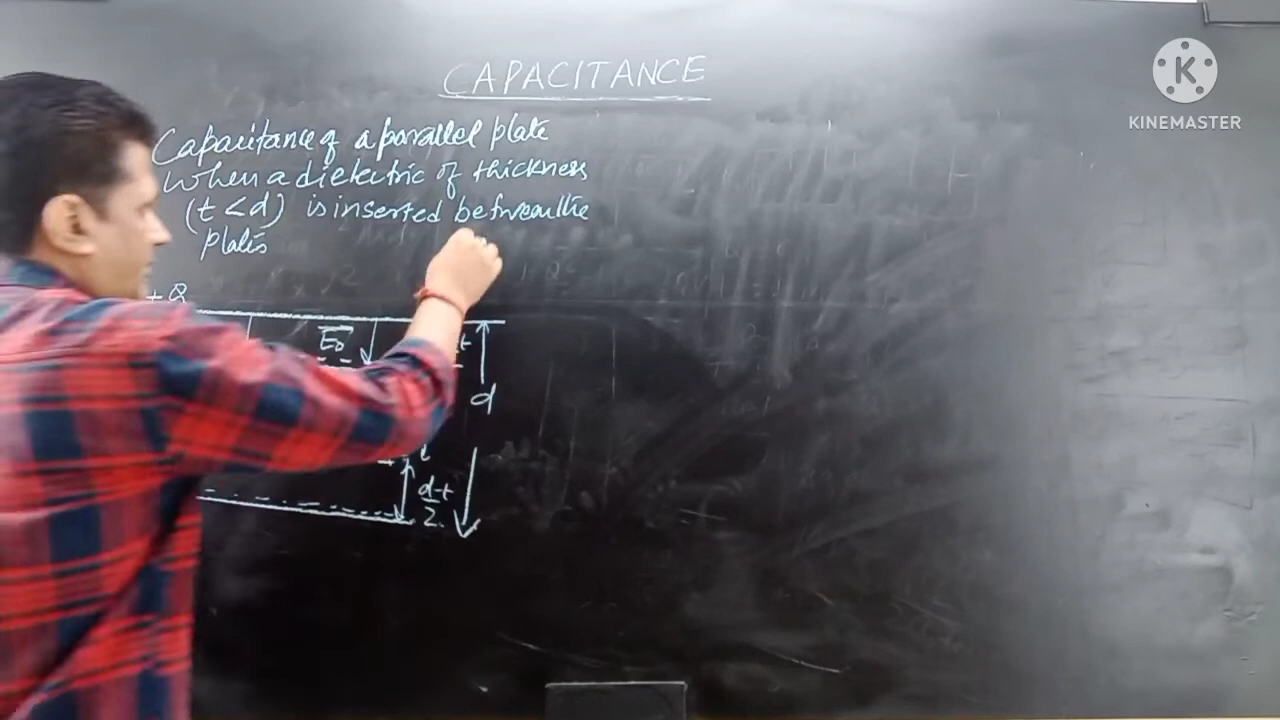 CAPACITANCE
K
KINEMASTER
Capacitance of a parallel plate
when a dielectric of thickness
(t < d) is inserted between the
plates
+ Q
E₀
t
d
t
d-t
2